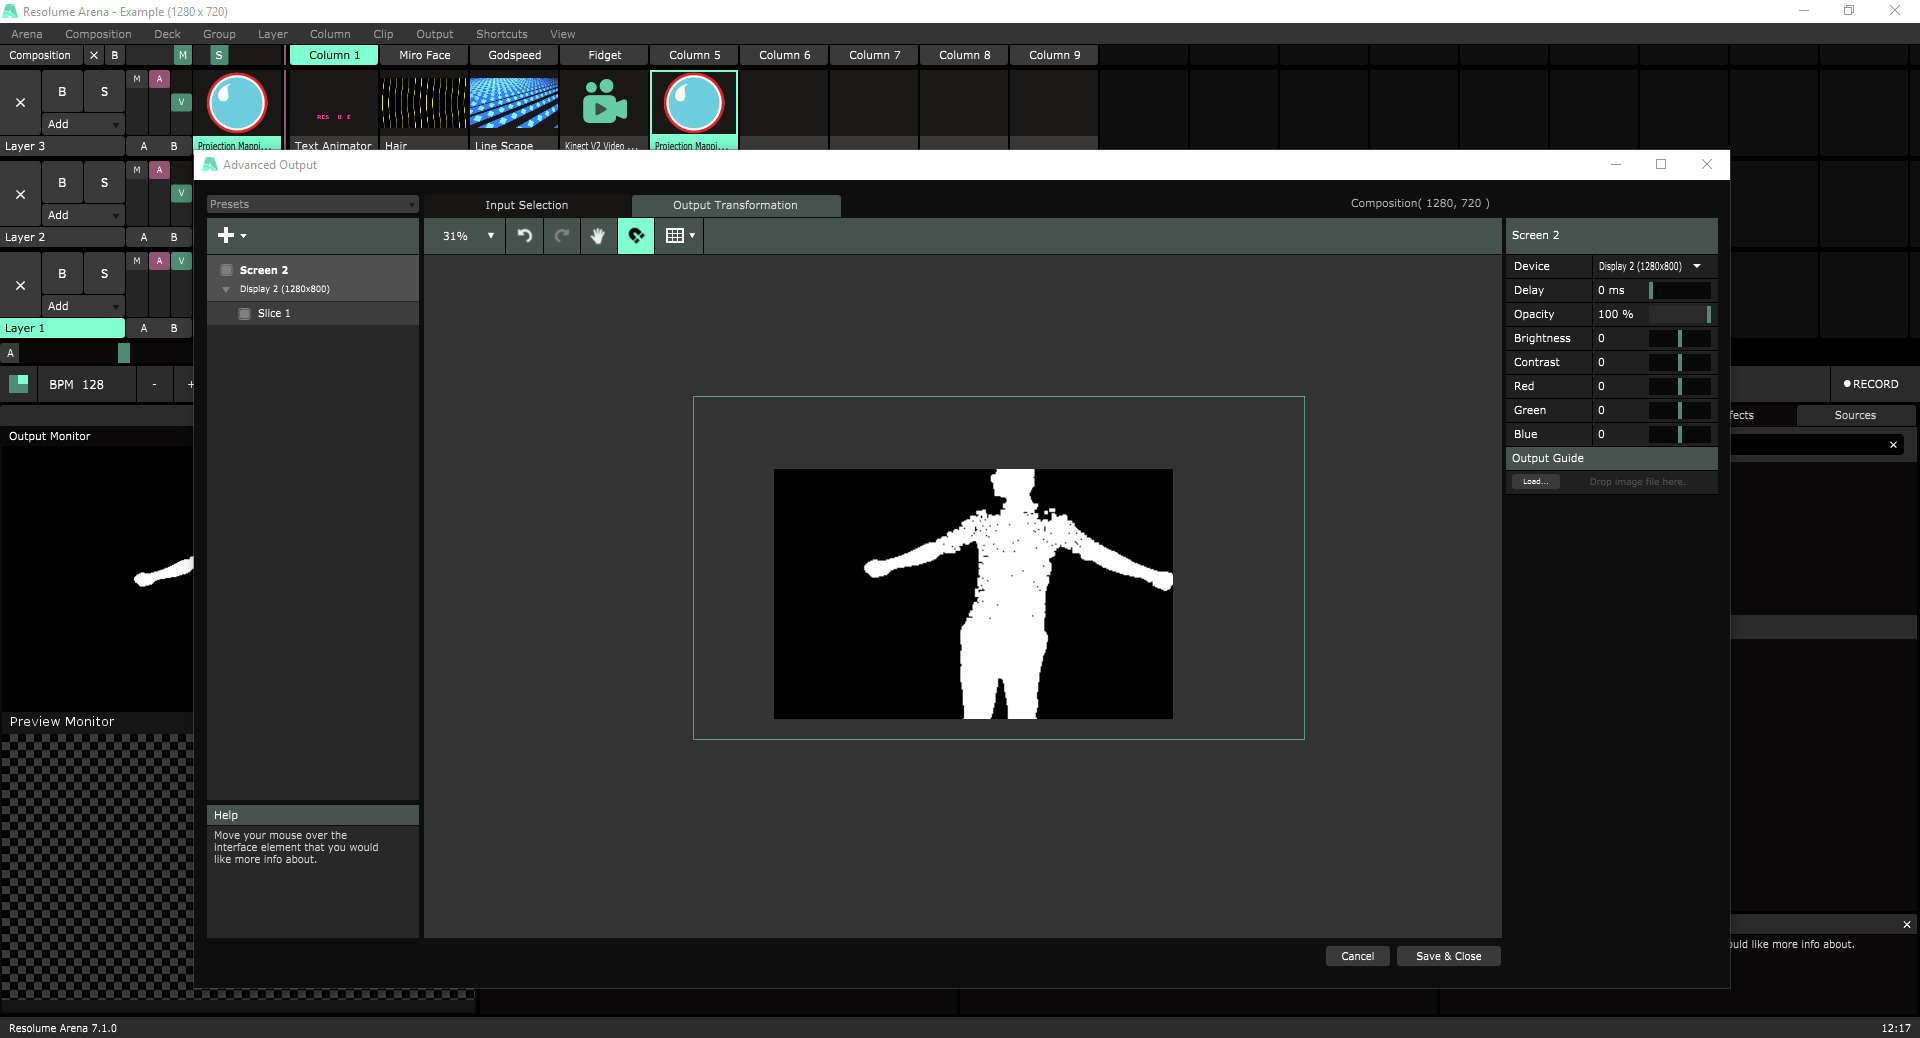 Resolume Arena - Example (1280 x 720)
Arena Composition Deck Group Layer Column Clip Output Shortcuts View
Composition B M S Column 1 Miro Face Godspeed Fidget Column 5 Column 6 Column 7 Column 8 Column 9
B S M A V
Add
Layer 3 A B Projection Mappi... Text Animator Hair Line Scape Kinect V2 Video ... Projection Mappi...
B S M A V
Add
Layer 2 A B
B S M A V
Add
Layer 1 A B
A
BPM 128 - + RECORD
Output Monitor
Preview Monitor
Advanced Output
Presets
Input Selection Output Transformation Composition( 1280, 720 )
31%
Screen 2
Display 2 (1280x800)
Slice 1
Help
Move your mouse over the
interface element that you would
like more info about.
Screen 2
Device Display 2 (1280x800)
Delay 0 ms
Opacity 100 %
Brightness 0
Contrast 0
Red 0
Green 0
Blue 0
Output Guide
Load... Drop image file here.
Cancel Save & Close
Sources
like more info about.
Resolume Arena 7.1.0 12:17